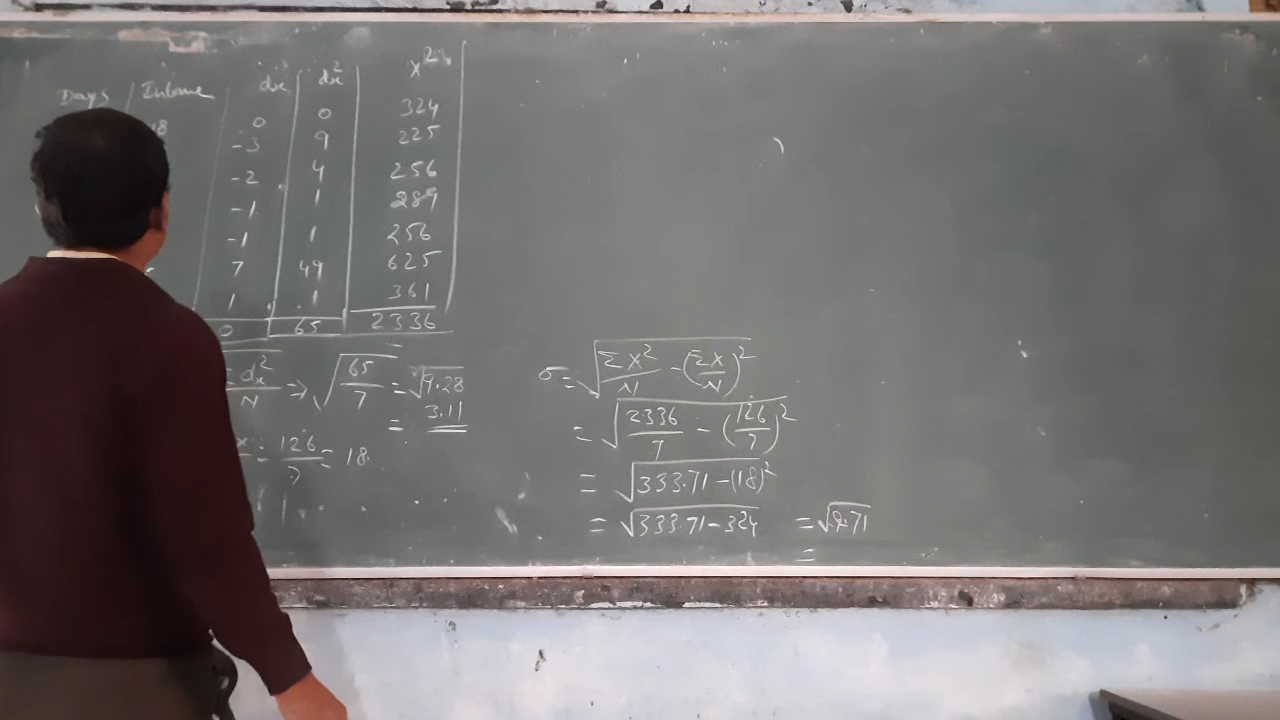 Days Income dx dx² X²
18 0 0 324
-3 9 225
-2 4 256
-1 1 289
-1 1 256
7 49 625
1 1 361
0 65 2336
dx²/N ⇒ √(65/7) = √9.28
= 3.11
126/7 = 18
σ = √(ΣX²/N - (ΣX/N)²)
= √(2336/7 - (126/7)²)
= √(333.71 - (18)²
= √(333.71 - 324) = √9.71
=